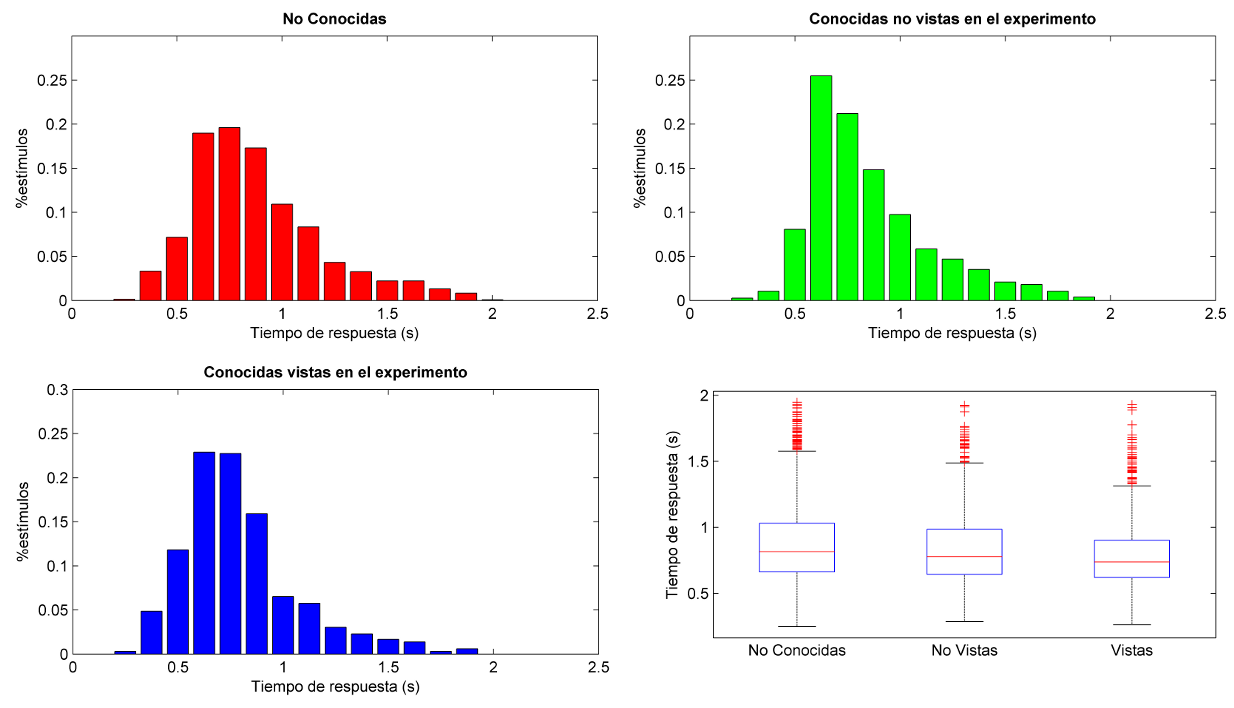 No Conocidas
%estímulos
0.25
0.2
0.15
0.1
0.05
0
0 0.5 1 1.5 2 2.5
Tiempo de respuesta (s)
Conocidas no vistas en el experimento
%estímulos
0.25
0.2
0.15
0.1
0.05
0
0 0.5 1 1.5 2 2.5
Tiempo de respuesta (s)
Conocidas vistas en el experimento
%estímulos
0.3
0.25
0.2
0.15
0.1
0.05
0
0 0.5 1 1.5 2 2.5
Tiempo de respuesta (s)
Tiempo de respuesta (s)
2
1.5
1
0.5
No Conocidas No Vistas Vistas